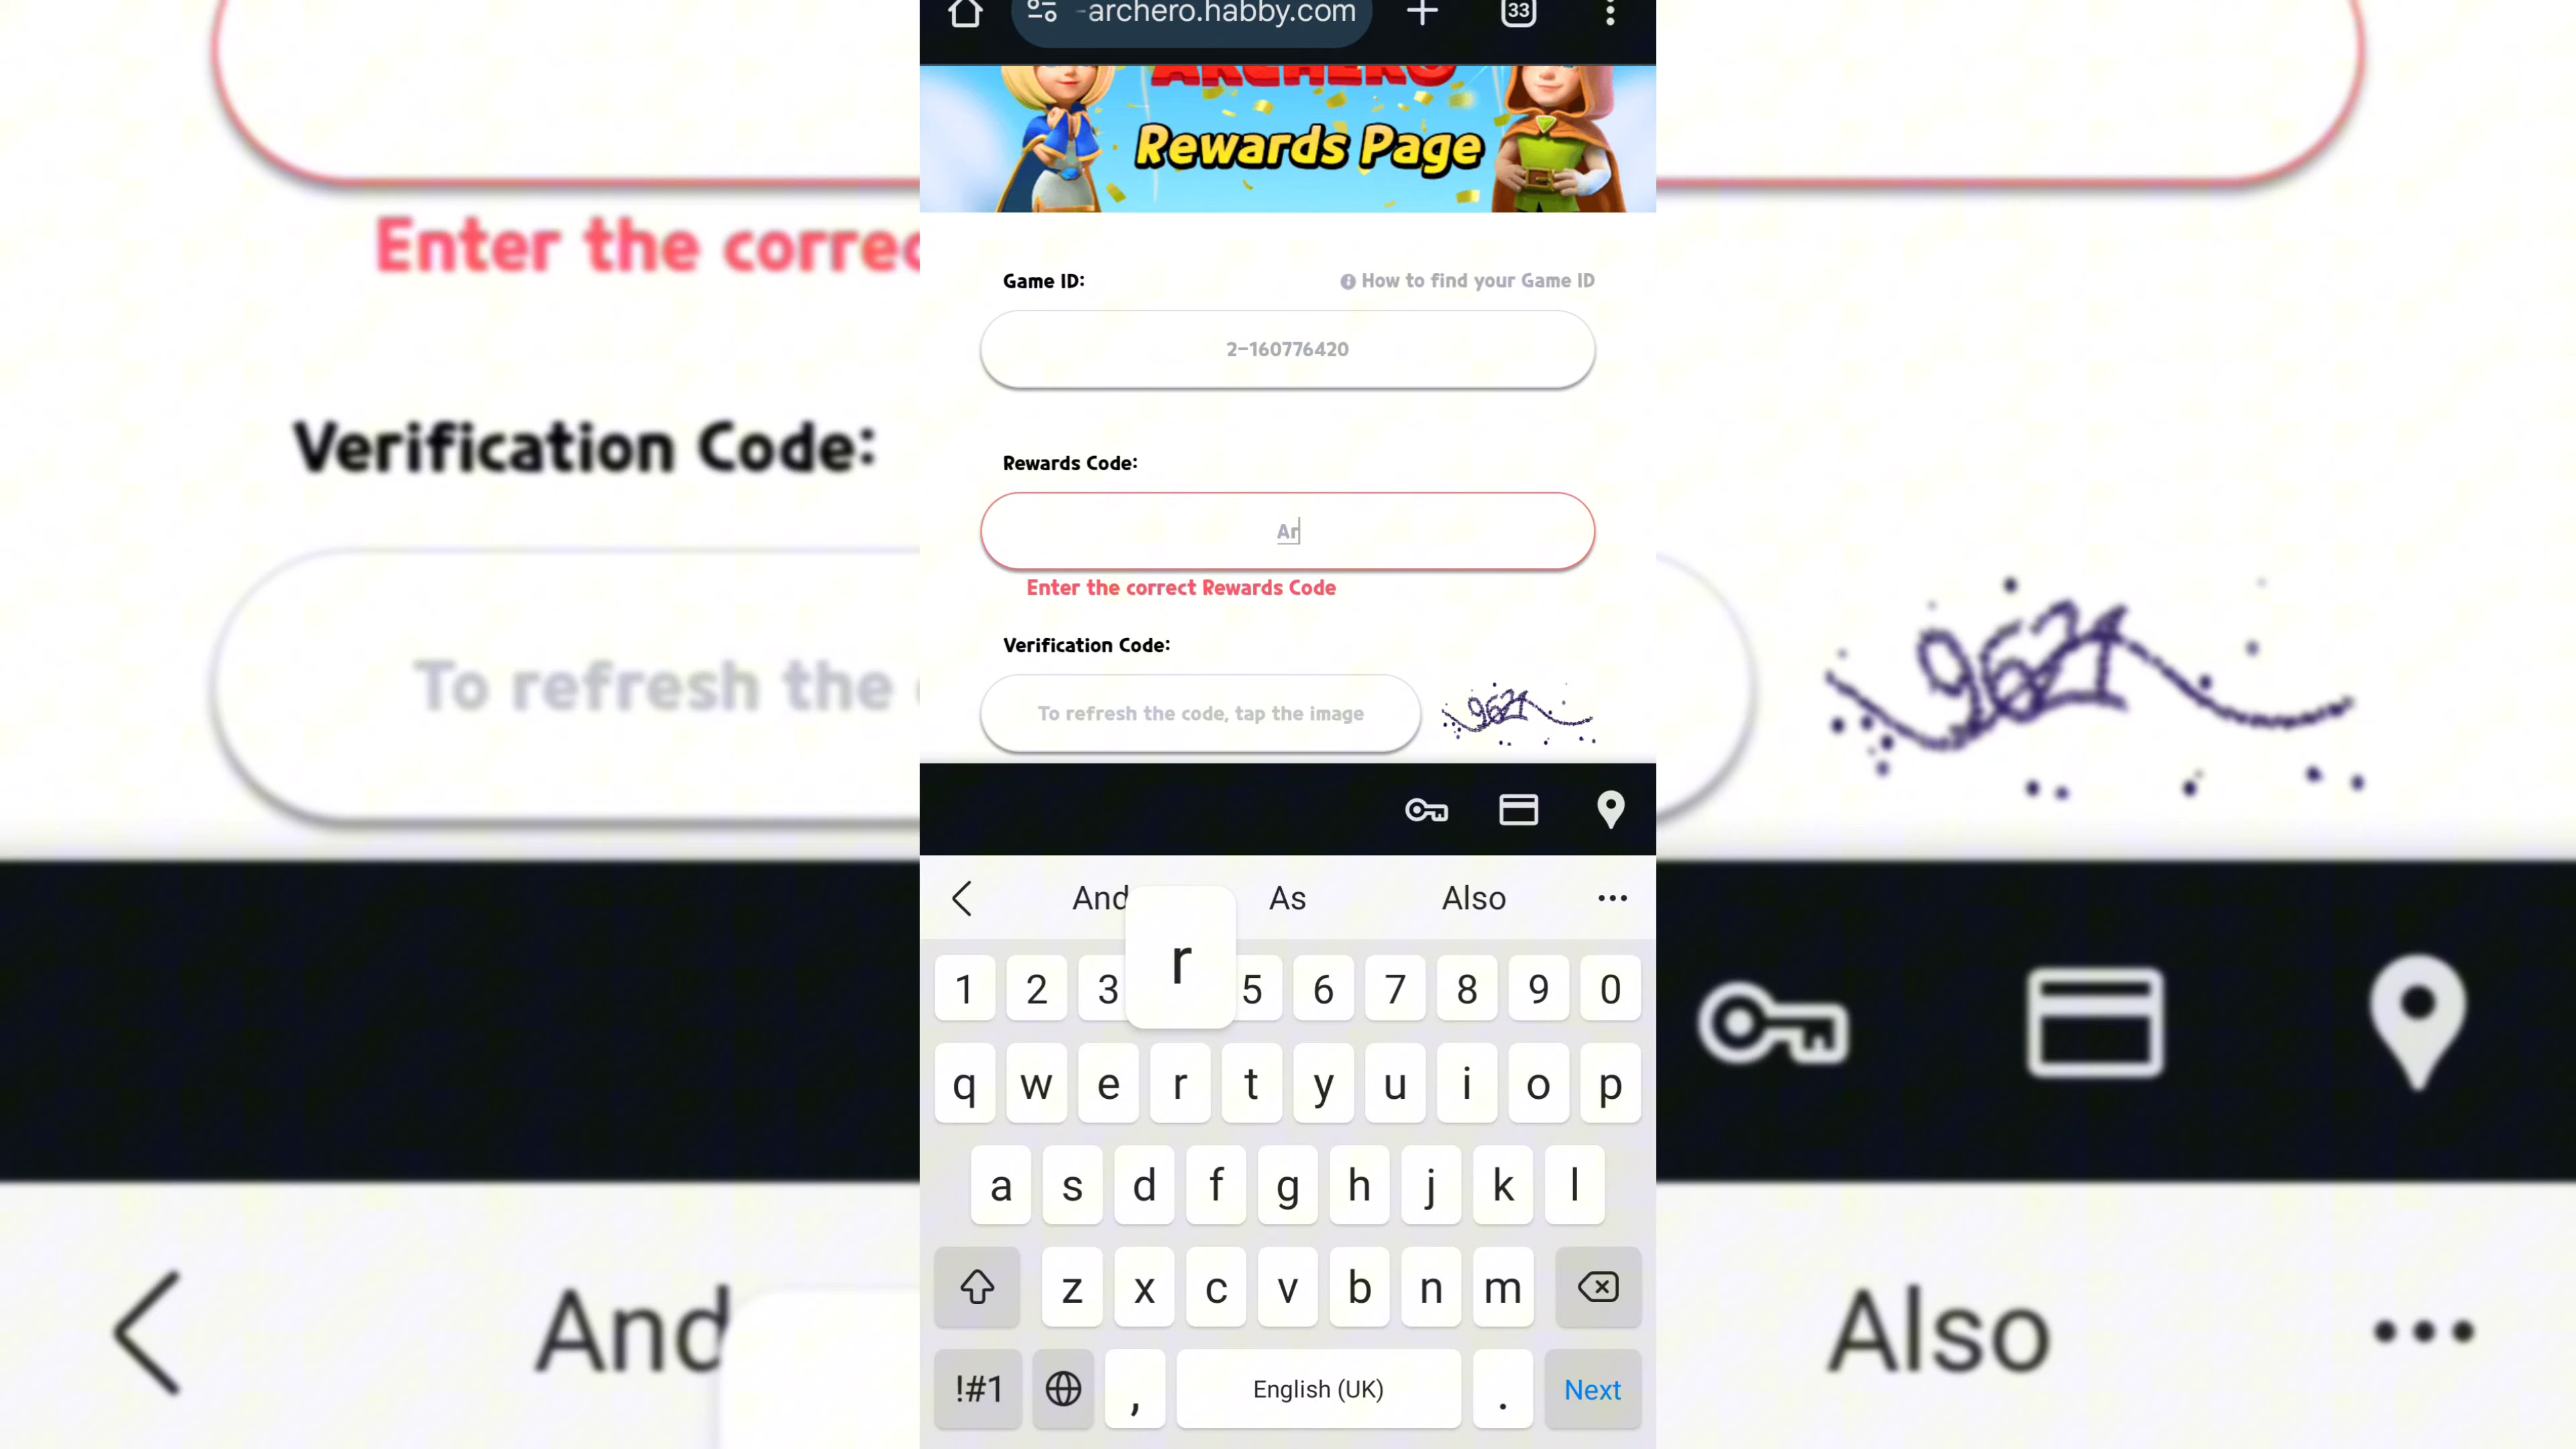 -archero.habby.com
33
ARCHERO
Rewards Page
Game ID:
How to find your Game ID
2-160776420
Rewards Code:
Ar
Enter the correct Rewards Code
Verification Code:
To refresh the code, tap the image
9621
And As Also
r
1 2 3 5 6 7 8 9 0
q w e r t y u i o p
a s d f g h j k l
z x c v b n m
!#1 , English (UK) . Next
Enter the correc
Verification Code:
To refresh the
9621
And
Also